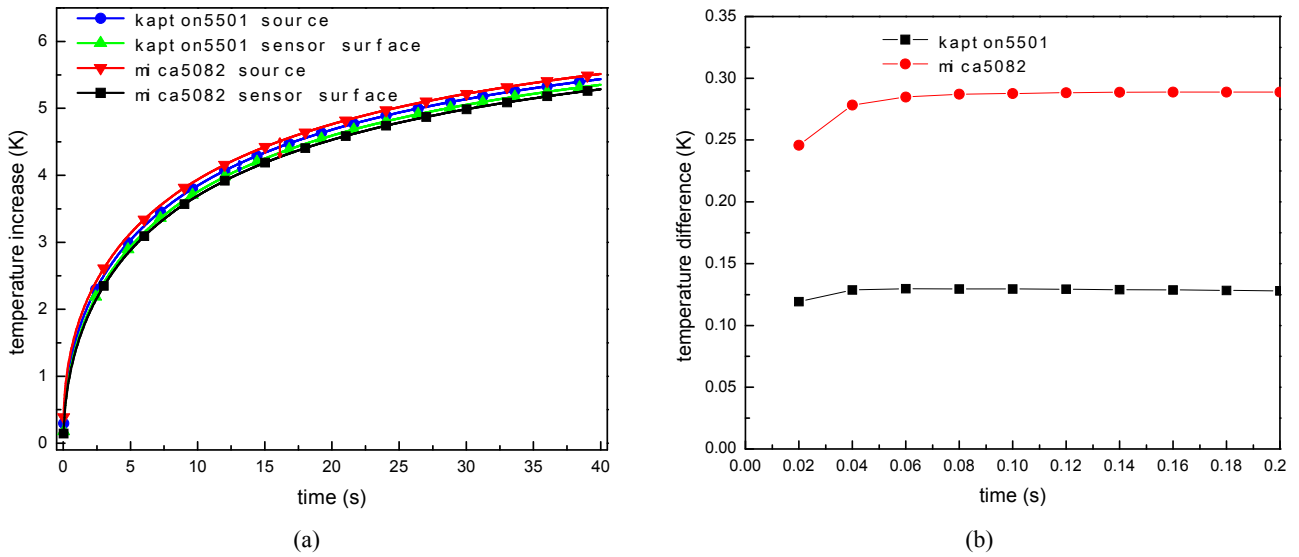 kapton5501 source
kapton5501 sensor surface
mica5082 source
mica5082 sensor surface
temperature increase (K)
6
5
4
3
2
1
0
0 5 10 15 20 25 30 35 40
time (s)
(a)
kapton5501
mica5082
temperature difference (K)
0.35
0.30
0.25
0.20
0.15
0.10
0.05
0.00
0.00 0.02 0.04 0.06 0.08 0.10 0.12 0.14 0.16 0.18 0.2
time (s)
(b)